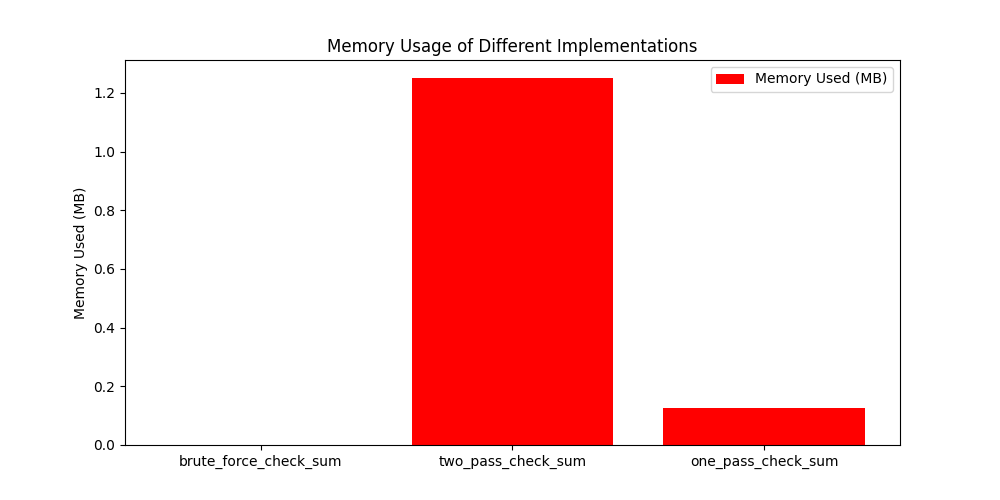 Memory Usage of Different Implementations
Memory Used (MB)
Memory Used (MB)
1.2
1.0
0.8
0.6
0.4
0.2
0.0
brute_force_check_sum
two_pass_check_sum
one_pass_check_sum